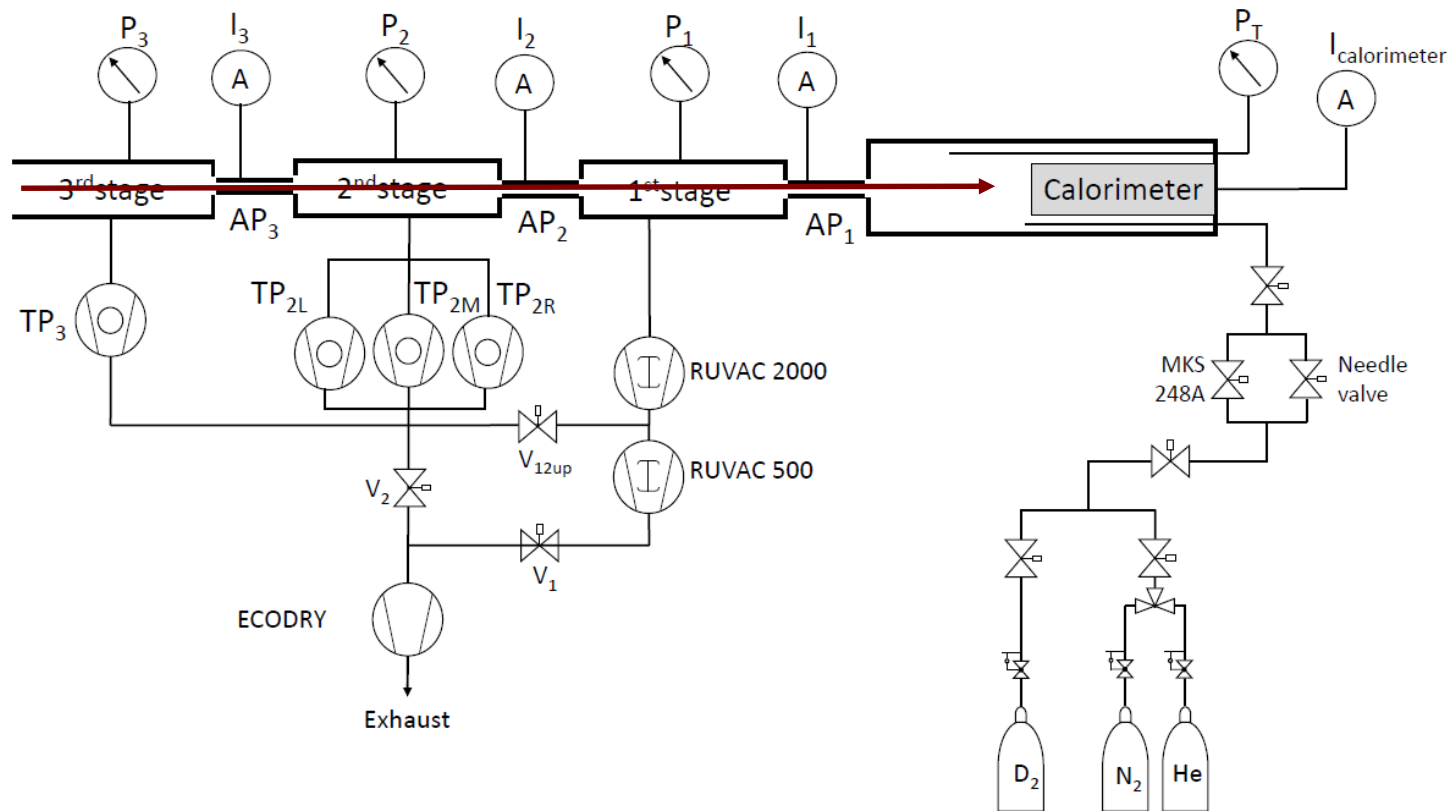 P3
I3
P2
I2
P1
I1
PT
Icalorimeter
A
A
A
A
3rd stage
2nd stage
1st stage
Calorimeter
AP3
AP2
AP1
TP3
TP2L
TP2M
TP2R
RUVAC 2000
MKS
248A
Needle
valve
V12up
RUVAC 500
V2
V1
ECODRY
Exhaust
D2
N2
He